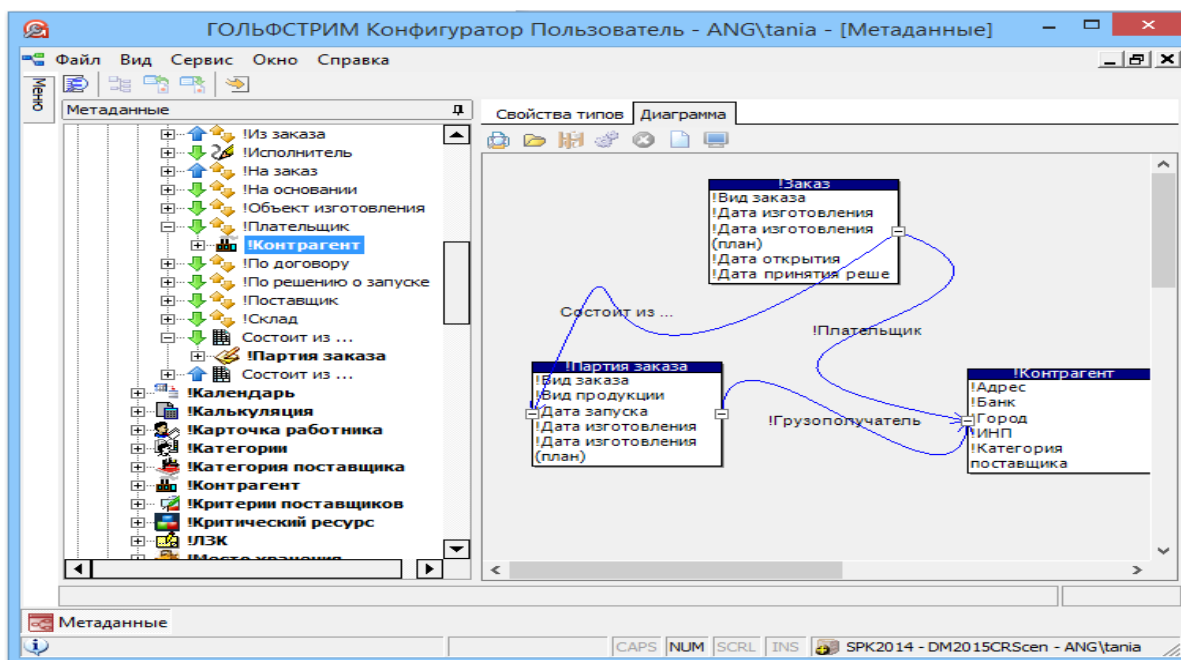 ГОЛЬФСТРИМ Конфигуратор Пользователь - ANG\tania - [Метаданные]
Файл Вид Сервис Окно Справка
Меню
Метаданные
!Из заказа
!Исполнитель
!На заказ
!На основании
!Объект изготовления
!Плательщик
!Контрагент
!По договору
!По решению о запуске
!Поставщик
!Склад
Состоит из ...
!Партия заказа
Состоит из ...
!Календарь
!Калькуляция
!Карточка работника
!Категории
!Категория поставщика
!Контрагент
!Критерии поставщиков
!Критический ресурс
!ЛЗК
!Место хранения
Свойства типов Диаграмма
!Заказ
!Вид заказа
!Дата изготовления
!Дата изготовления
(план)
!Дата открытия
!Дата принятия реше
Состоит из ...
!Плательщик
!Партия заказа
!Вид заказа
!Вид продукции
!Дата запуска
!Дата изготовления
!Дата изготовления
(план)
!Грузополучатель
!Контрагент
!Адрес
!Банк
!Город
!ИНП
!Категория
поставщика
Метаданные
CAPS NUM SCRL INS SPK2014 - DM2015CRScen - ANG\tania